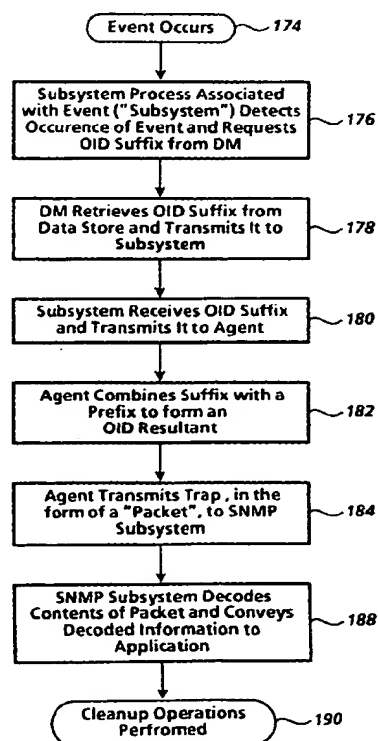 Event Occurs
174
Subsystem Process Associated
with Event ("Subsystem") Detects
Occurence of Event and Requests
OID Suffix from DM
176
DM Retrieves OID Suffix from
Data Store and Transmits It to
Subsystem
178
Subsystem Receives OID Suffix
and Transmits It to Agent
180
Agent Combines Suffix with a
Prefix to form an
OID Resultant
182
Agent Transmits Trap, in the
form of a "Packet", to SNMP
Subsystem
184
SNMP Subsystem Decodes
Contents of Packet and Conveys
Decoded Information to
Application
188
Cleanup Operations
Perfromed
190